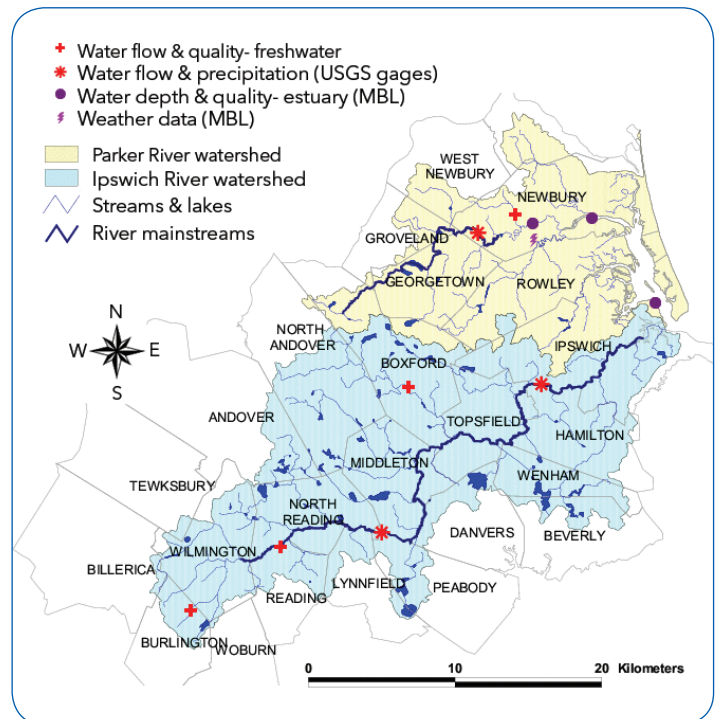 Water flow & quality- freshwater
Water flow & precipitation (USGS gages)
Water depth & quality- estuary (MBL)
Weather data (MBL)
Parker River watershed
Ipswich River watershed
Streams & lakes
River mainstreams
WEST
NEWBURY
NEWBURY
GROVELAND
GEORGETOWN
ROWLEY
N
W
E
S
NORTH
ANDOVER
IPSWICH
BOXFORD
ANDOVER
TOPSFIELD
HAMILTON
MIDDLETON
TEWKSBURY
WENHAM
NORTH
READING
DANVERS
BEVERLY
WILMINGTON
BILLERICA
LYNNFIELD
PEABODY
READING
BURLINGTON
WOBURN
0
10
20 Kilometers